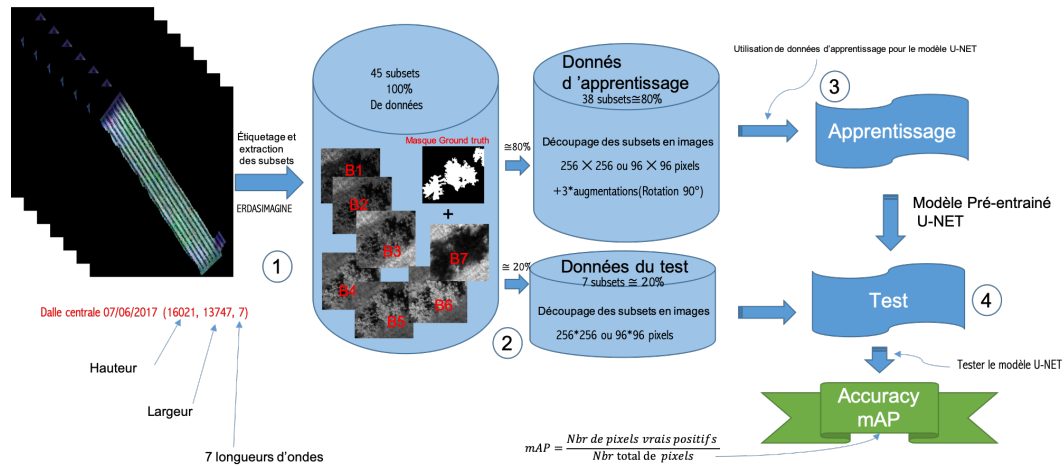 Utilisation de données d'apprentissage pour le modèle U-NET
45 subsets
100%
De données
Donnés
d 'apprentissage
38 subsets≅80%
3
Apprentissage
Étiquetage et
extraction
des subsets
ERDASIMAGINE
1
Masque Ground truth
B1
B2
B3
B4
B5
B6
B7
+
≅80%
Découpage des subsets en images
256 × 256 ou 96 × 96 pixels
+3*augmentations(Rotation 90°)
Modèle Pré-entrainé
U-NET
≅ 20%
2
Données du test
7 subsets ≅ 20%
Découpage des subsets en images
256*256 ou 96*96 pixels
Test
4
Dalle centrale 07/06/2017 (16021, 13747, 7)
Hauteur
Largeur
7 longueurs d'ondes
Tester le modèle U-NET
Accuracy
mAP
mAP = Nbr de pixels vrais positifs / Nbr total de pixels